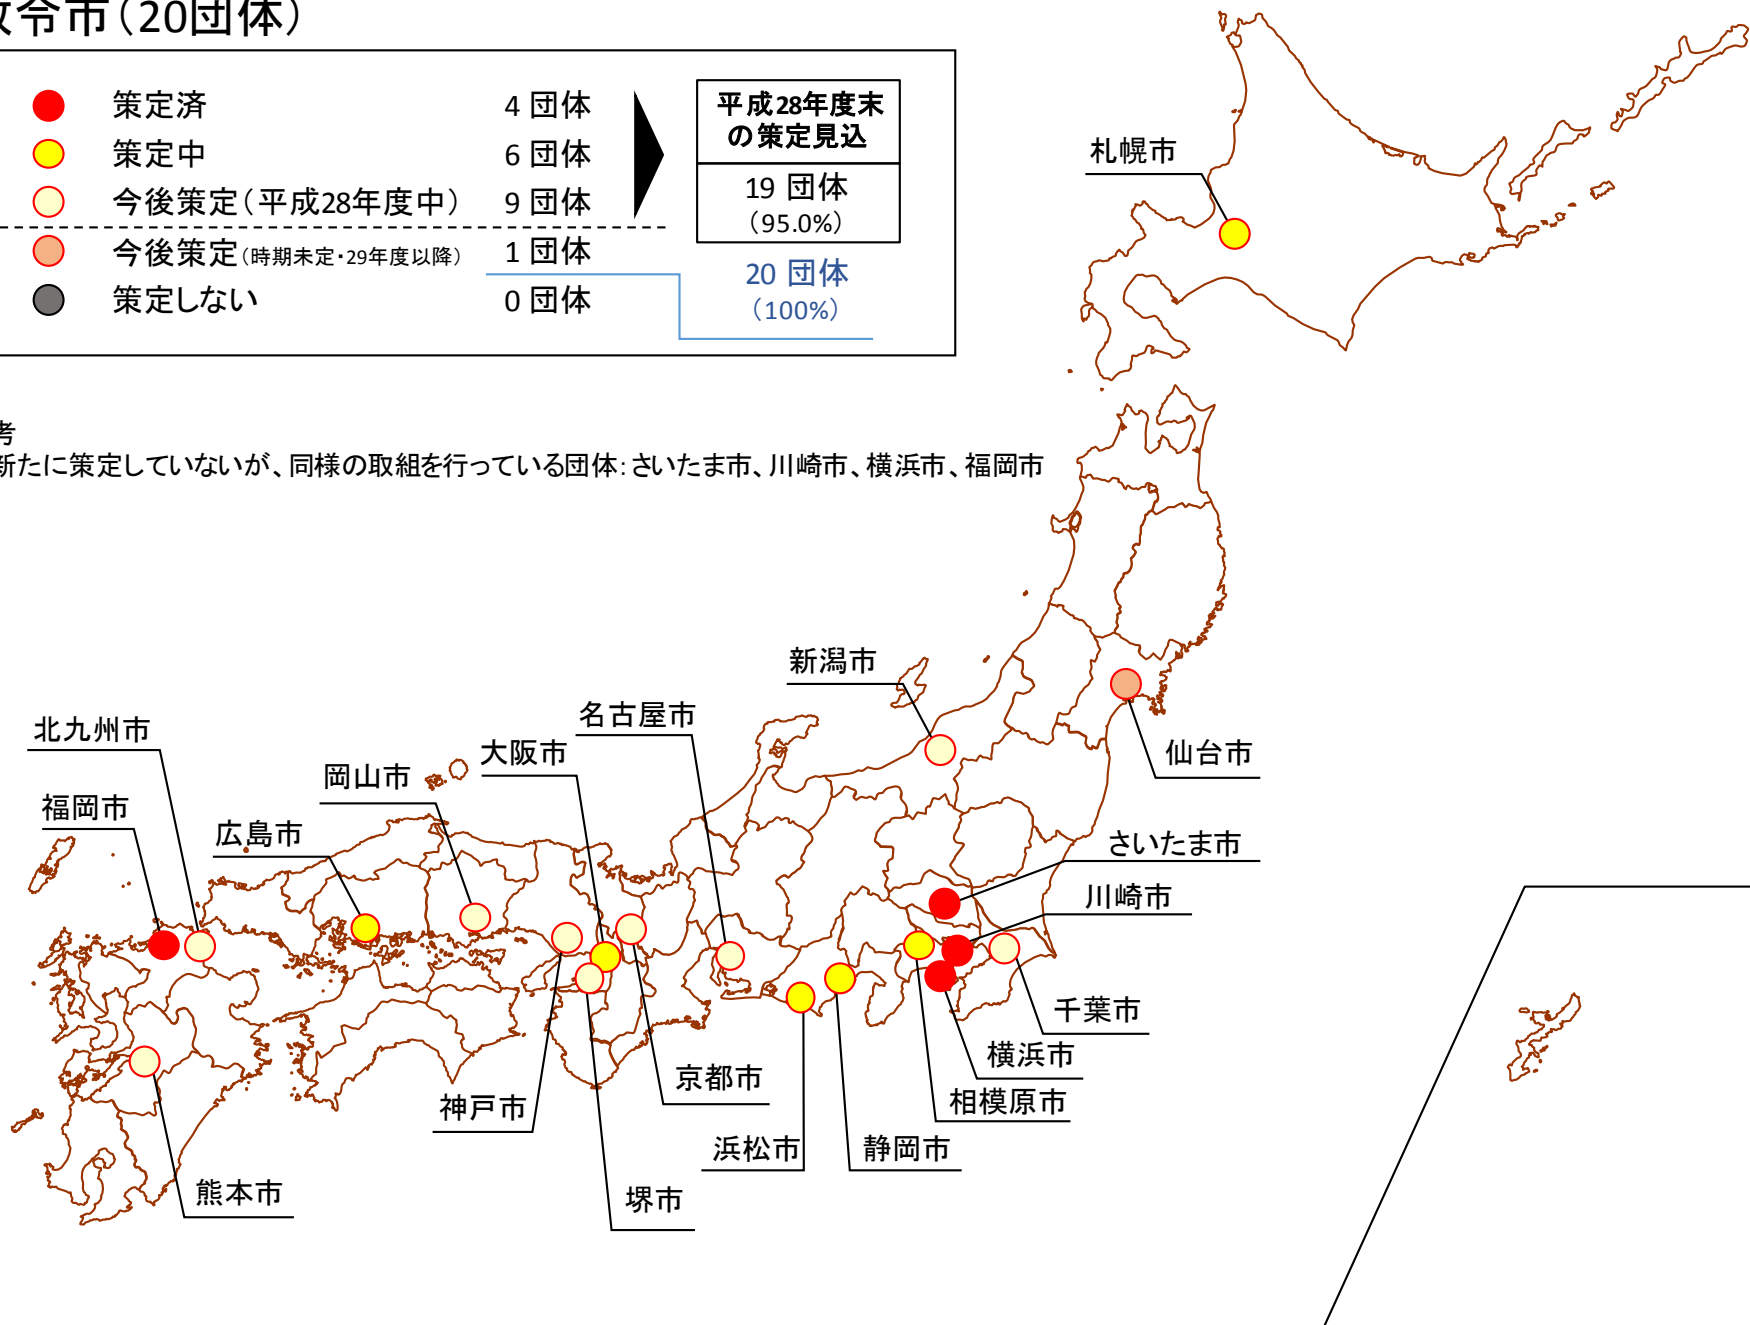 令市（20団体）
策定済 4 団体
策定中 6 団体
今後策定（平成28年度中） 9 団体
今後策定（時期未定・29年度以降） 1 団体
策定しない 0 団体
平成28年度末
の策定見込
19 団体
（95.0%）
20 団体
（100%）
考
新たに策定していないが、同様の取組を行っている団体：さいたま市、川崎市、横浜市、福岡市
札幌市
新潟市
仙台市
名古屋市
北九州市
大阪市
岡山市
福岡市
広島市
さいたま市
川崎市
千葉市
横浜市
京都市
相模原市
神戸市
浜松市
静岡市
熊本市
堺市